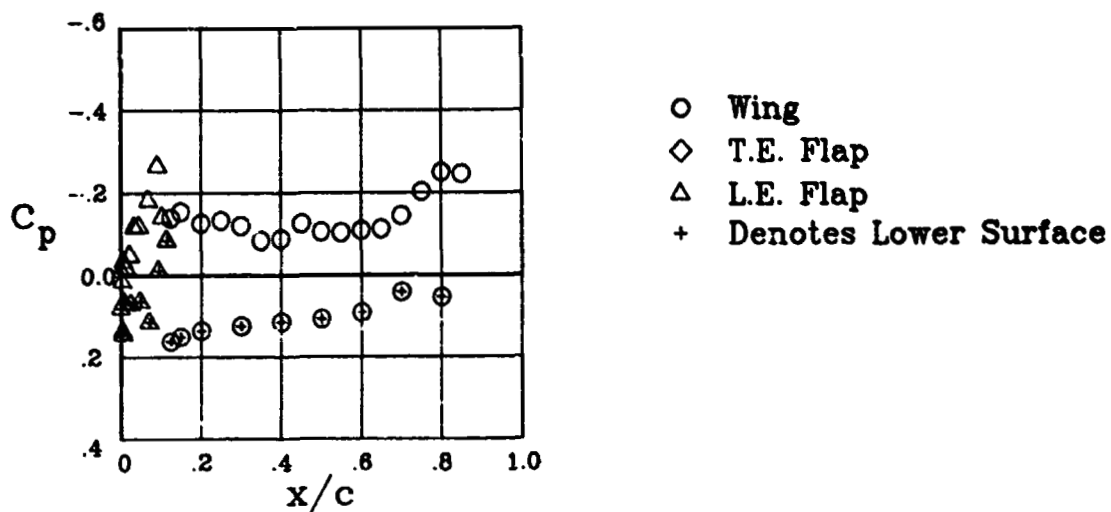 -.6
-.4
-.2
C_p
0.0
.2
.4
0 .2 .4 .6 .8 1.0
x/c
Wing
T.E. Flap
L.E. Flap
+ Denotes Lower Surface